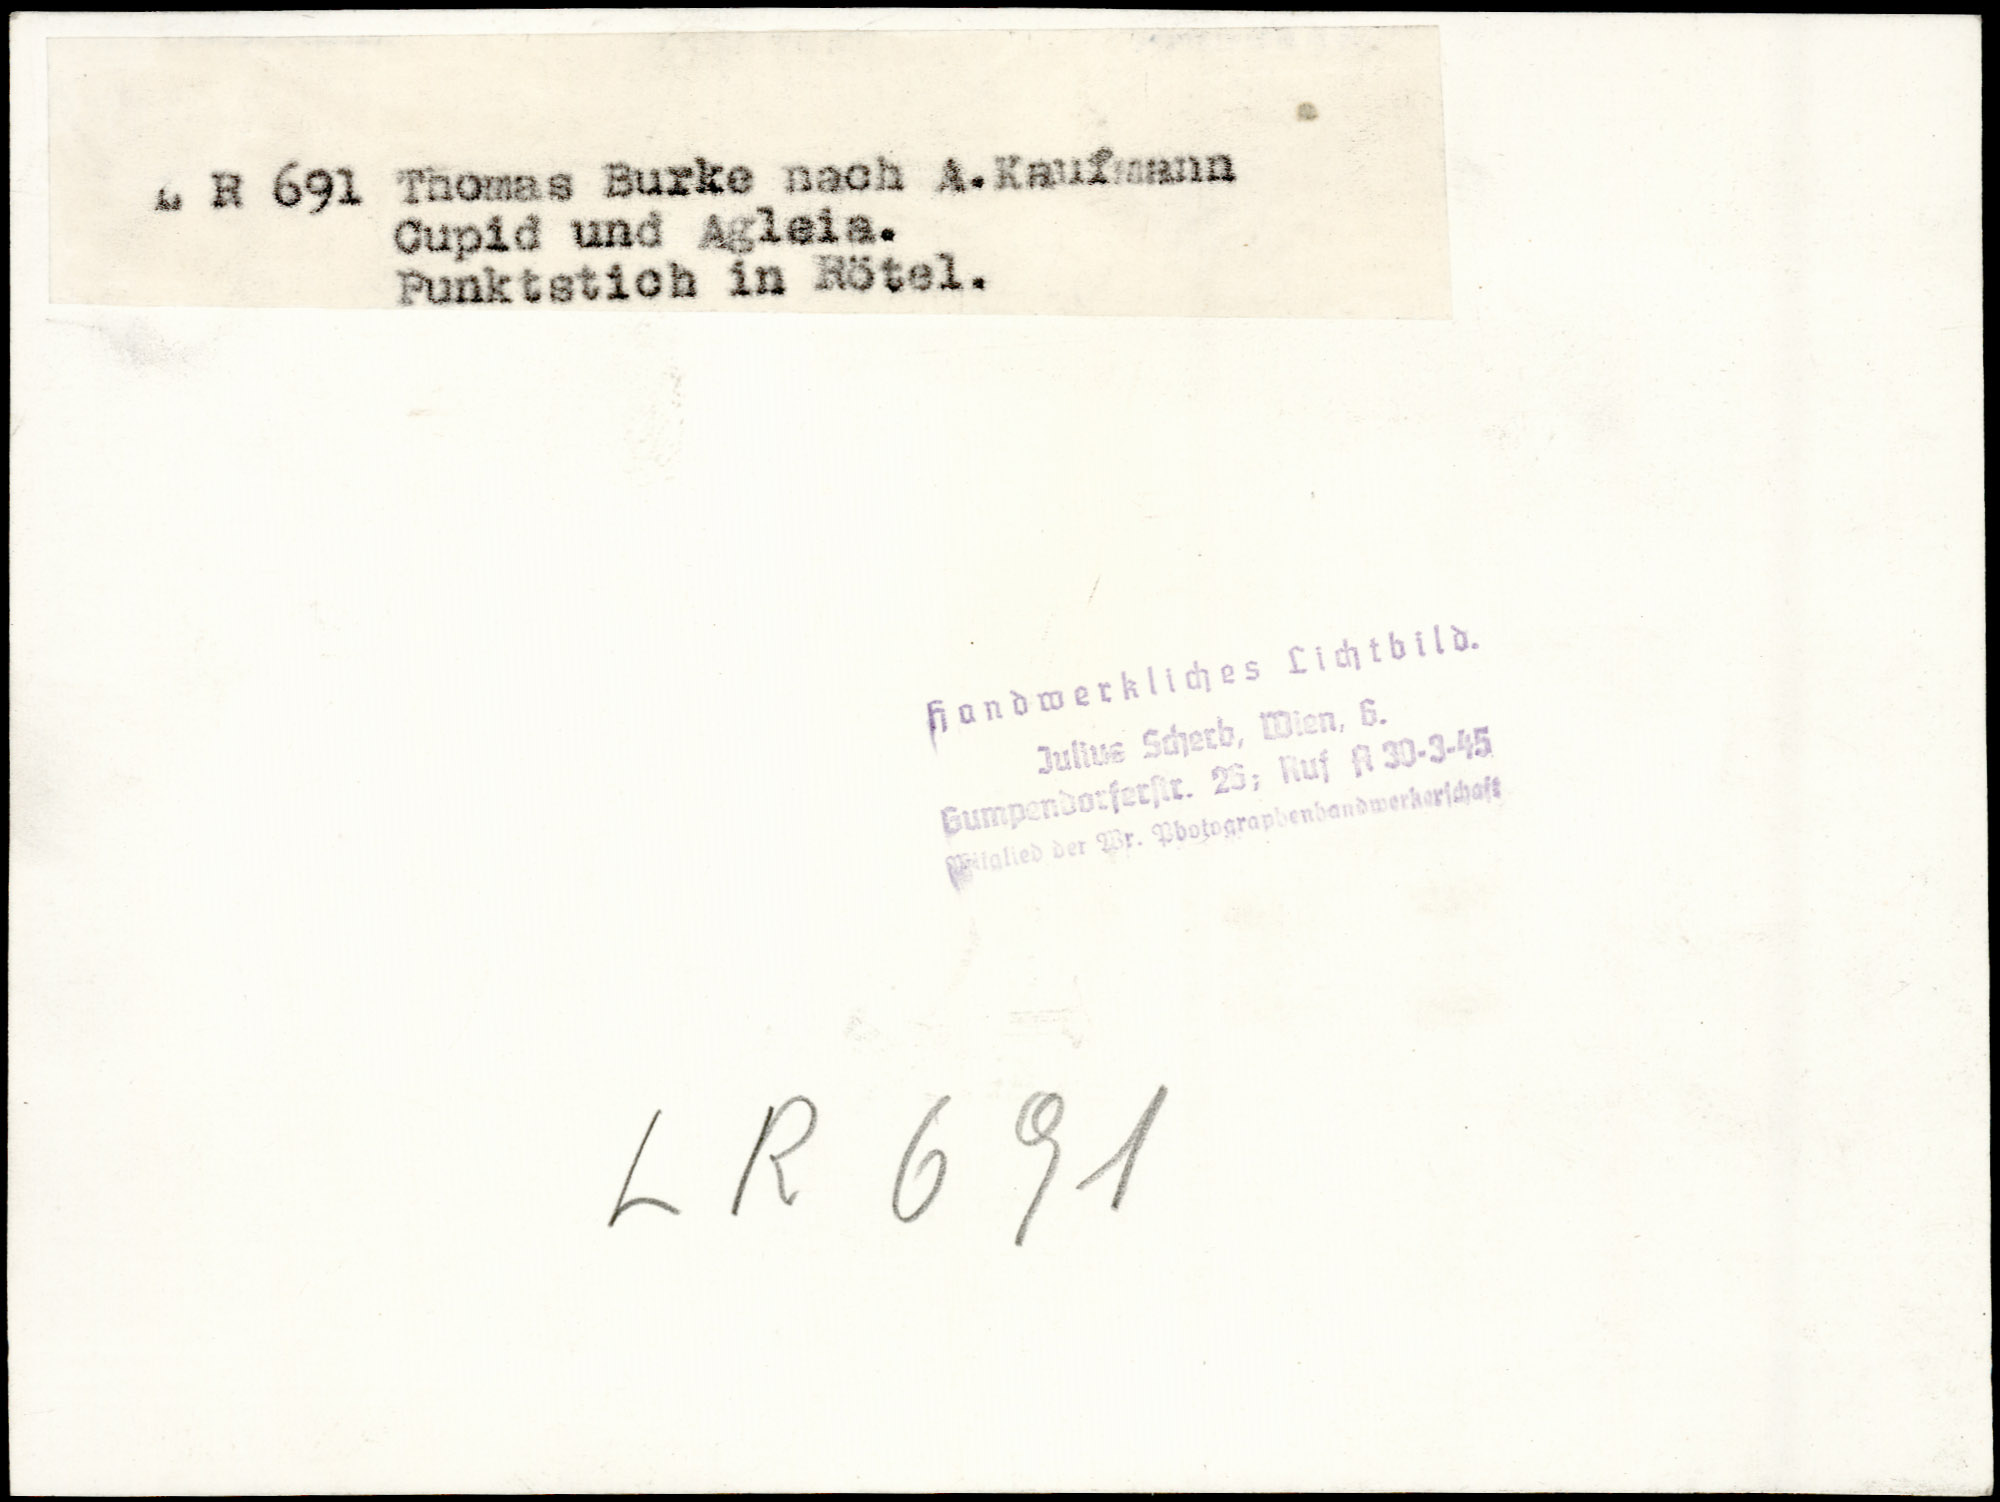 L R 691 Thomas Burke nach A.Kaufmann
Cupid und Agleia.
Punktstich in Rötel.
Handwerkliches Lichtbild.
Julius Scherb, Wien, 6.
Gumpendorferstr. 26; Ruf A 30-3-45
Mitglied der Wr. Photographenhandwerkerschaft
L R 691